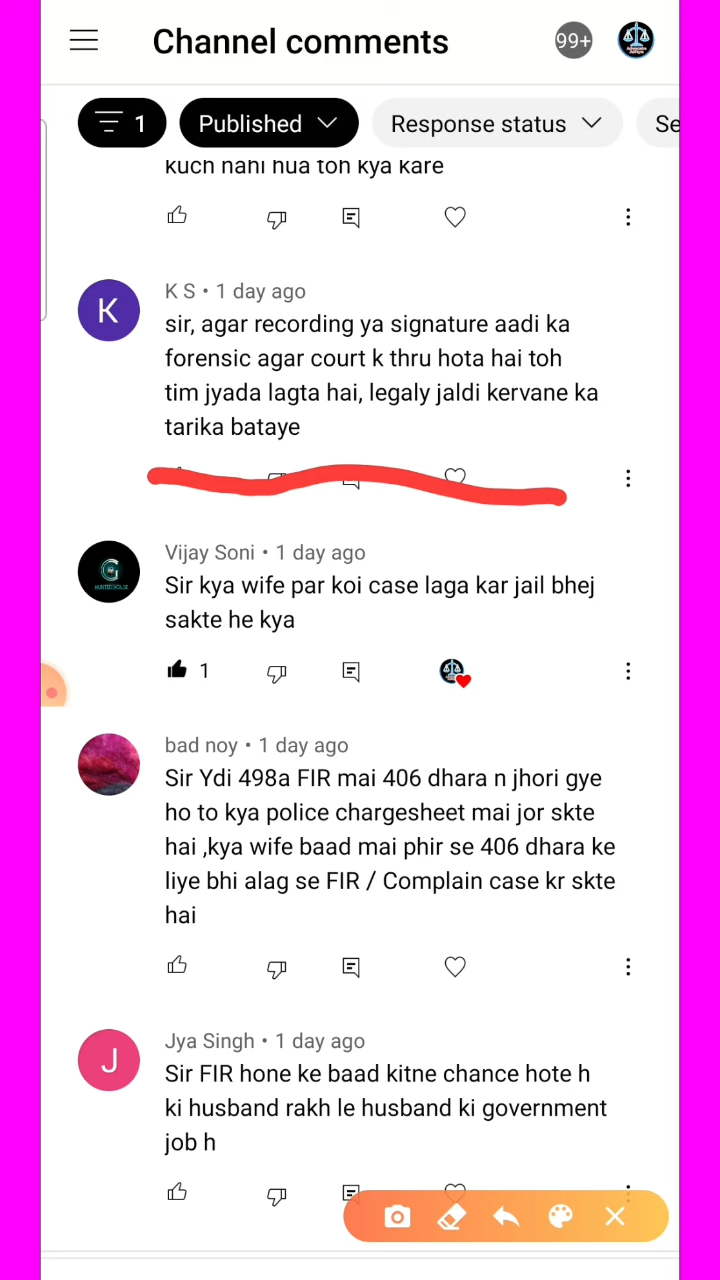 Channel comments
99+
1
Published
Response status
Se
kuch nahi hua toh kya kare
K
K S • 1 day ago
sir, agar recording ya signature aadi ka
forensic agar court k thru hota hai toh
tim jyada lagta hai, legaly jaldi kervane ka
tarika bataye
Vijay Soni • 1 day ago
Sir kya wife par koi case laga kar jail bhej
sakte he kya
1
bad noy • 1 day ago
Sir Ydi 498a FIR mai 406 dhara n jhori gye
ho to kya police chargesheet mai jor skte
hai ,kya wife baad mai phir se 406 dhara ke
liye bhi alag se FIR / Complain case kr skte
hai
J
Jya Singh • 1 day ago
Sir FIR hone ke baad kitne chance hote h
ki husband rakh le husband ki government
job h